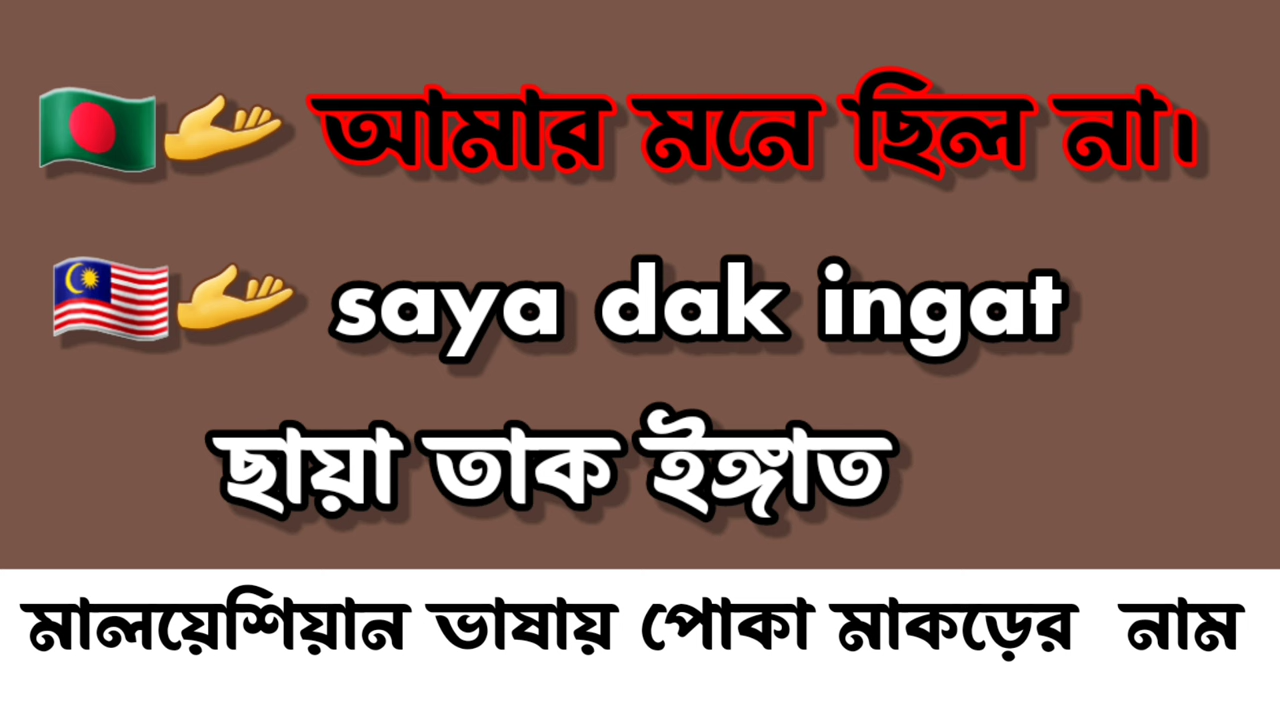 আমার মনে ছিল না।
saya dak ingat
ছায়া তাক ইঙ্গাত
মালয়েশিয়ান ভাষায় পোকা মাকড়ের নাম